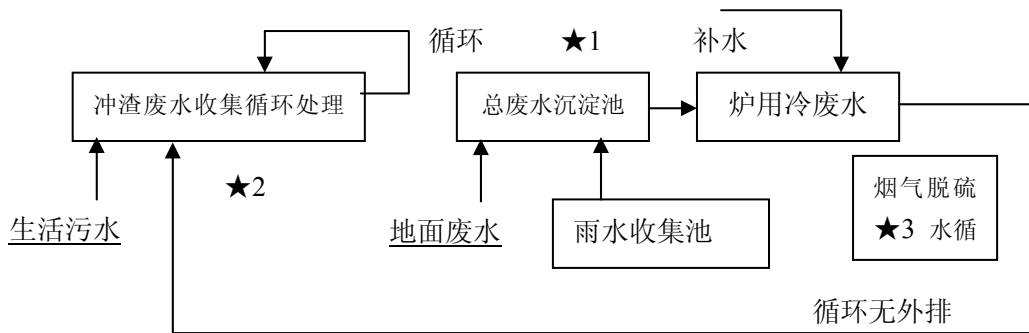 循环 ★1 补水
冲渣废水收集循环处理 总废水沉淀池 炉用冷废水
★2
烟气脱硫
★3 水循
生活污水 地面废水 雨水收集池
循环无外排